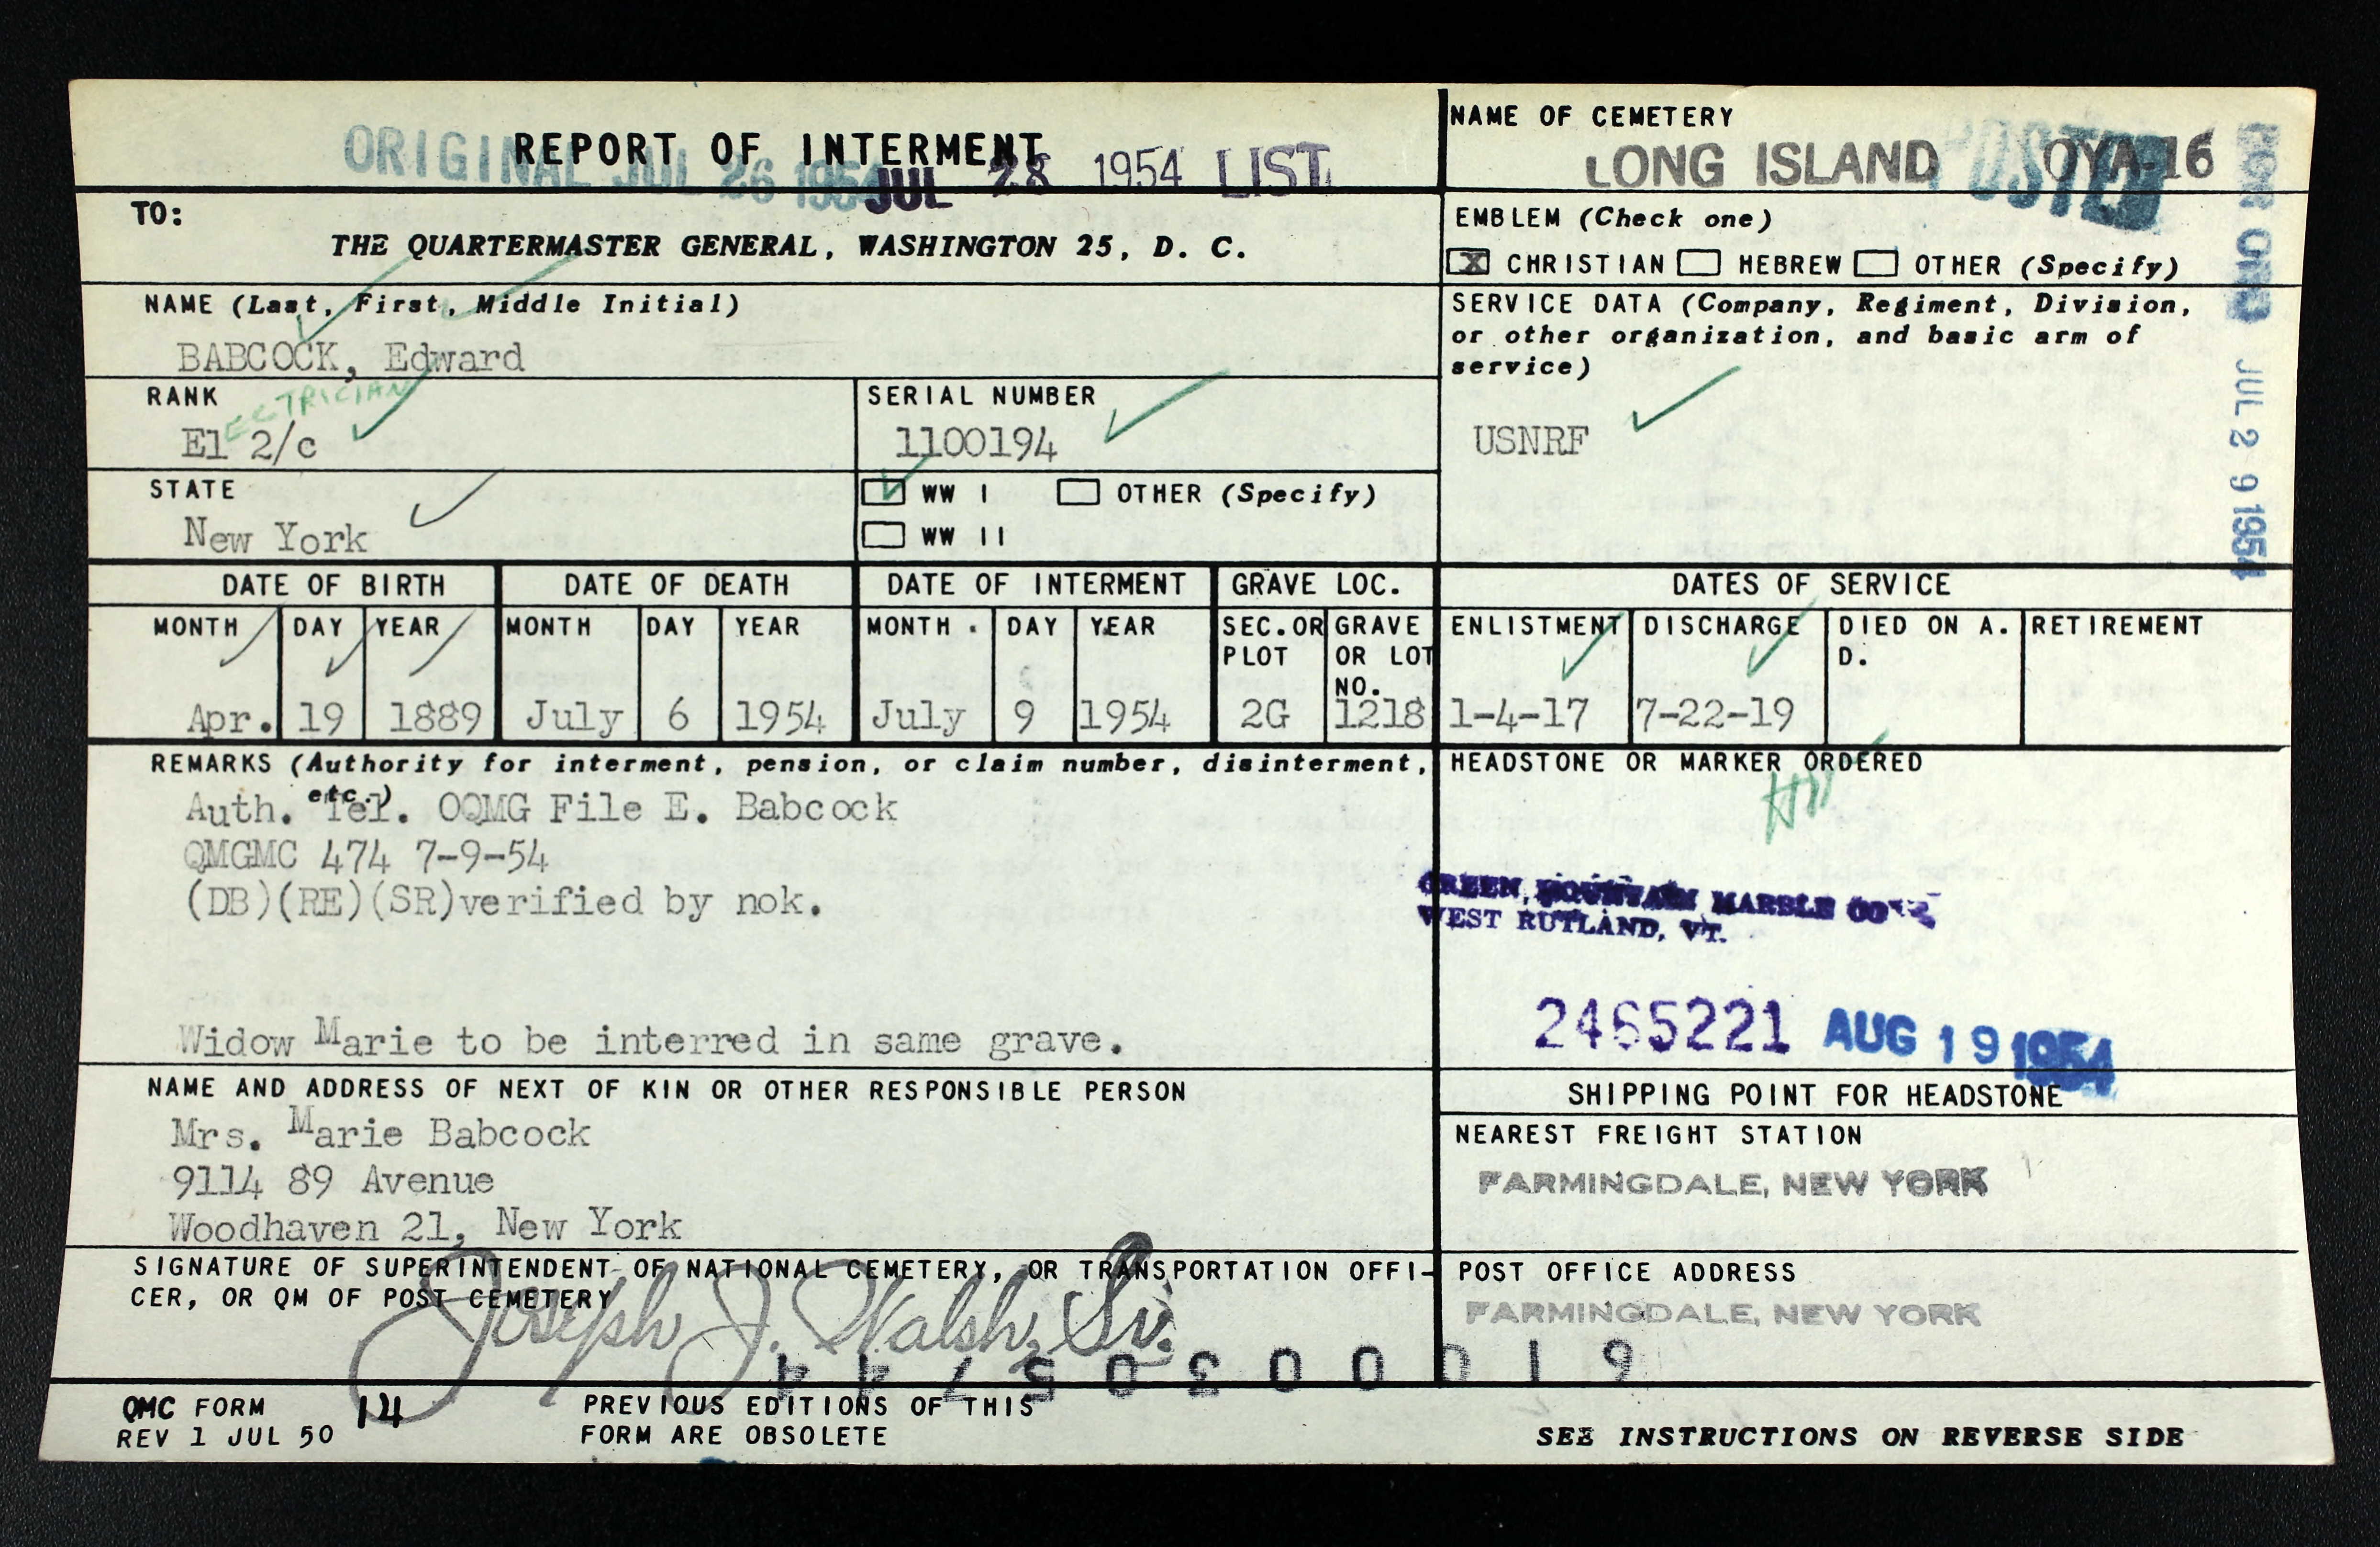 ORIGINAL JUL 26 1954
REPORT OF INTERMENT
JUL 28 1954 LIST
NAME OF CEMETERY
LONG ISLAND
POSTED
OYA-16
TO:
THE QUARTERMASTER GENERAL, WASHINGTON 25, D. C.
EMBLEM (Check one)
X CHRISTIAN HEBREW OTHER (Specify)
JUL 29 1954
NAME (Last, First, Middle Initial)
BABCOCK, Edward
SERVICE DATA (Company, Regiment, Division,
or other organization, and basic arm of
service)
USNRF
RANK
ECTRICIAN
El 2/c
SERIAL NUMBER
1100194
STATE
New York
WW I OTHER (Specify)
WW II
DATE OF BIRTH DATE OF DEATH DATE OF INTERMENT GRAVE LOC. DATES OF SERVICE
MONTH DAY YEAR MONTH DAY YEAR MONTH DAY YEAR SEC. OR PLOT GRAVE OR LOT NO. ENLISTMENT DISCHARGE DIED ON A. D. RETIREMENT
Apr. 19 1889 July 6 1954 July 9 1954 2G 1218 1-4-17 7-22-19
REMARKS (Authority for interment, pension, or claim number, disinterment,
etc.)
Auth. Tel. OQMG File E. Babcock
QMGMC 474 7-9-54
(DB)(RE)(SR)verified by nok.
Widow Marie to be interred in same grave.
HEADSTONE OR MARKER ORDERED
GREEN MOUNTAIN MARBLE CO
WEST RUTLAND, VT.
2465221 AUG 19 1954
NAME AND ADDRESS OF NEXT OF KIN OR OTHER RESPONSIBLE PERSON
Mrs. Marie Babcock
9114 89 Avenue
Woodhaven 21, New York
SHIPPING POINT FOR HEADSTONE
NEAREST FREIGHT STATION
FARMINGDALE, NEW YORK
SIGNATURE OF SUPERINTENDENT OF NATIONAL CEMETERY, OR TRANSPORTATION OFFI-
CER, OR QM OF POST CEMETERY
Joseph J. Walsh, Sr.
POST OFFICE ADDRESS
FARMINGDALE, NEW YORK
61000305744
QMC FORM 14
REV 1 JUL 50
PREVIOUS EDITIONS OF THIS
FORM ARE OBSOLETE
SEE INSTRUCTIONS ON REVERSE SIDE